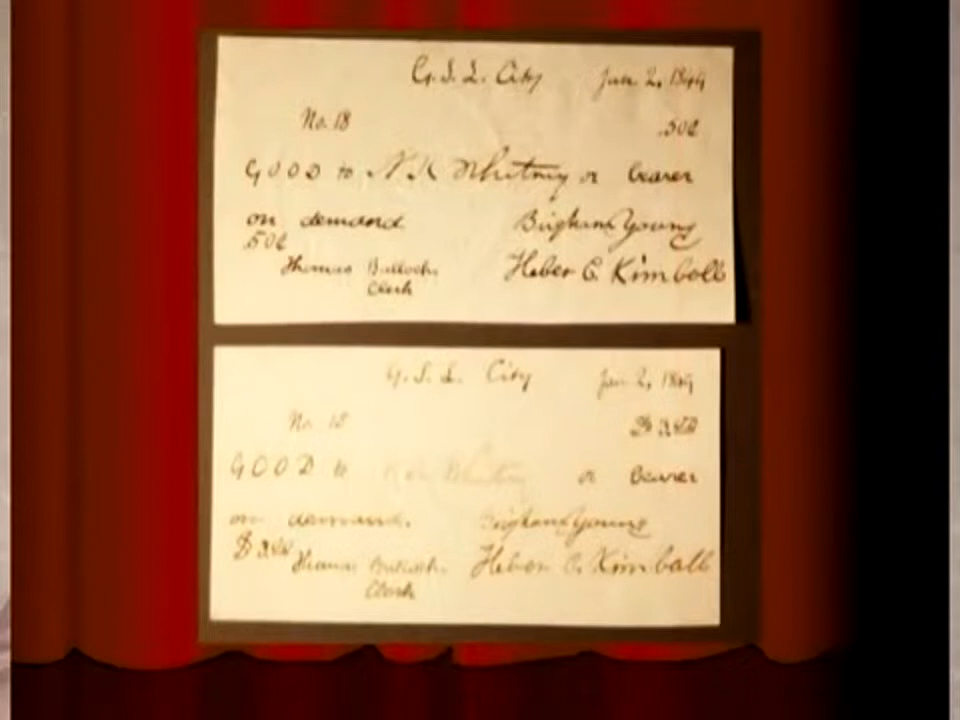 G. S. L. City Jan. 2, 1849
No. 18 .50¢
GOOD to N K Whitney or bearer
on demand Brigham Young
.50¢
Thomas Bullock, Heber C. Kimball
Clerk
G. S. L. City Jan 2, 1849
No. 
GOOD to Whitney or bearer
on demand. Brigham Young
Thomas Bullock, Heber C. Kimball
Clerk